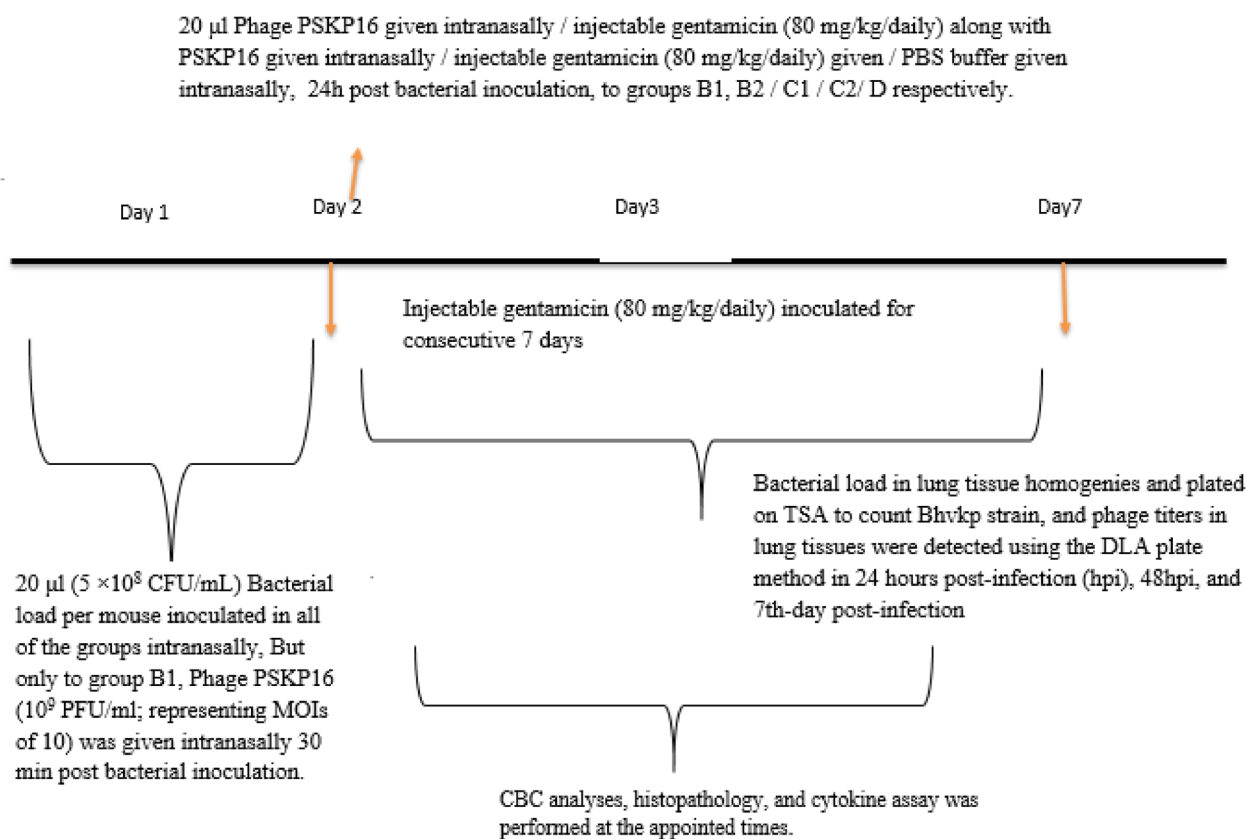 20 µl Phage PSKP16 given intranasally / injectable gentamicin (80 mg/kg/daily) along with
PSKP16 given intranasally / injectable gentamicin (80 mg/kg/daily) given / PBS buffer given
intranasally, 24h post bacterial inoculation, to groups B1, B2 / C1 / C2/ D respectively.
Day 1
Day 2
Day3
Day7
Injectable gentamicin (80 mg/kg/daily) inoculated for
consecutive 7 days
Bacterial load in lung tissue homogenies and plated
on TSA to count Bhvkp strain, and phage titers in
lung tissues were detected using the DLA plate
method in 24 hours post-infection (hpi), 48hpi, and
7th-day post-infection
20 µl (5 ×10⁸ CFU/mL) Bacterial
load per mouse inoculated in all
of the groups intranasally, But
only to group B1, Phage PSKP16
(10⁹ PFU/ml; representing MOIs
of 10) was given intranasally 30
min post bacterial inoculation.
CBC analyses, histopathology, and cytokine assay was
performed at the appointed times.